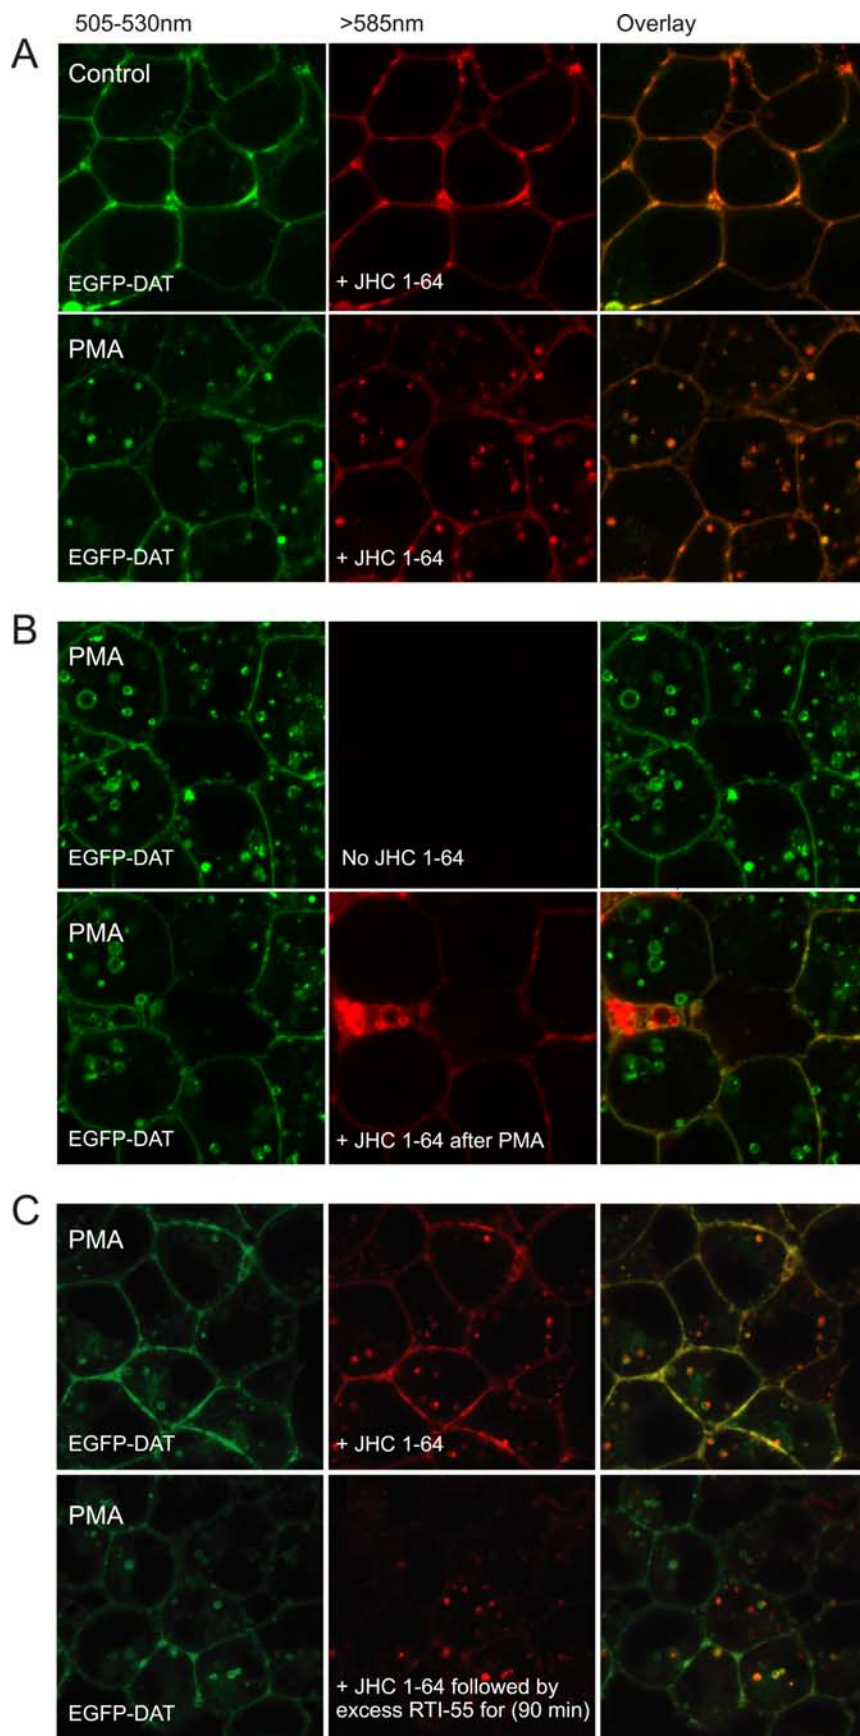 505-530nm
>585nm
Overlay
A
Control
EGFP-DAT
+ JHC 1-64
PMA
EGFP-DAT
+ JHC 1-64
B
PMA
EGFP-DAT
No JHC 1-64
PMA
EGFP-DAT
+ JHC 1-64 after PMA
C
PMA
EGFP-DAT
+ JHC 1-64
PMA
EGFP-DAT
+ JHC 1-64 followed by
excess RTI-55 for (90 min)